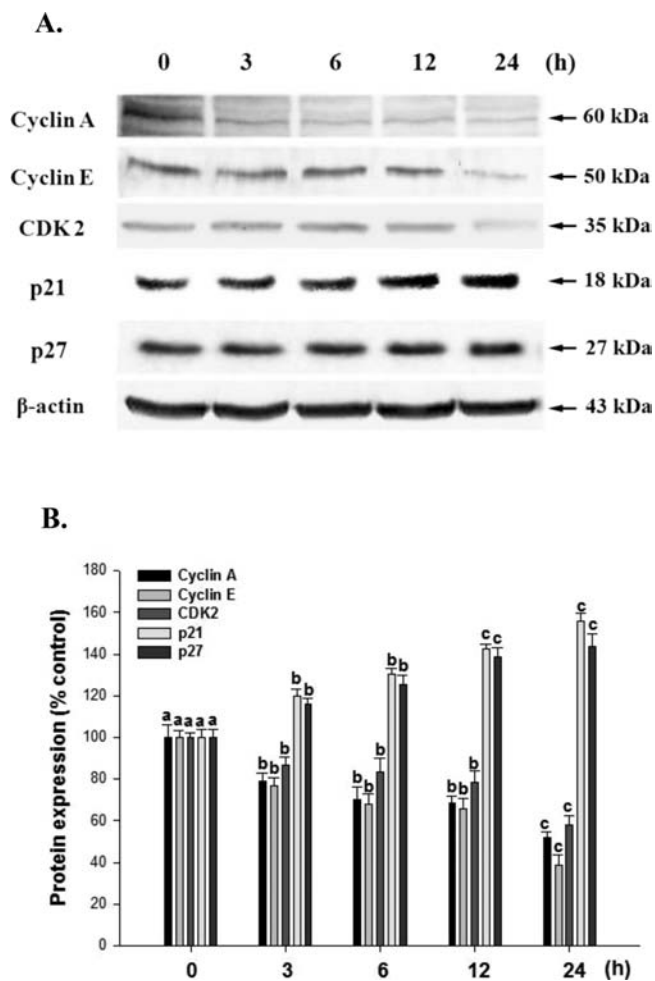 A.
0 3 6 12 24 (h)
Cyclin A 60 kDa
Cyclin E 50 kDa
CDK 2 35 kDa
p21 18 kDa
p27 27 kDa
β-actin 43 kDa
B.
Protein expression (% control)
180
160
140
120
100
80
60
40
20
0
Cyclin A
Cyclin E
CDK2
p21
p27
a a a a a
b b b b b
b b b b b
b b b c c
c c c c c
0 3 6 12 24 (h)